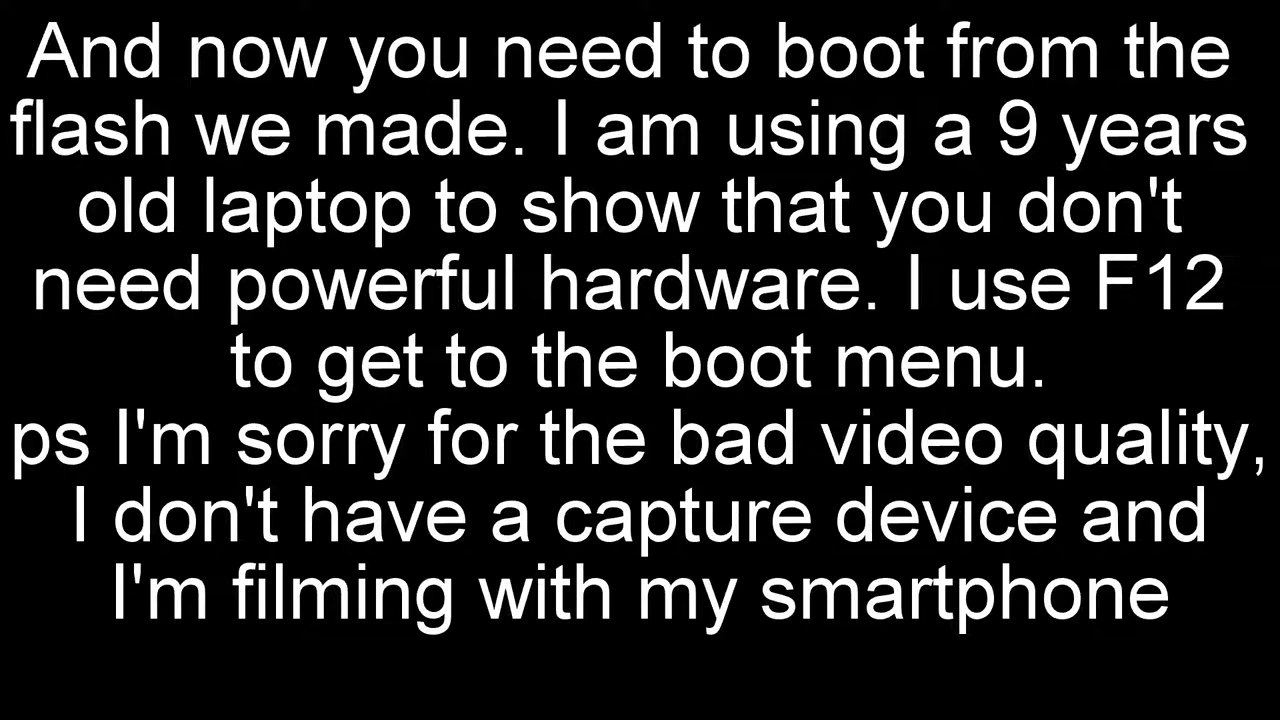 And now you need to boot from the
flash we made. I am using a 9 years
old laptop to show that you don't
need powerful hardware. I use F12
to get to the boot menu.
ps I'm sorry for the bad video quality,
I don't have a capture device and
I'm filming with my smartphone